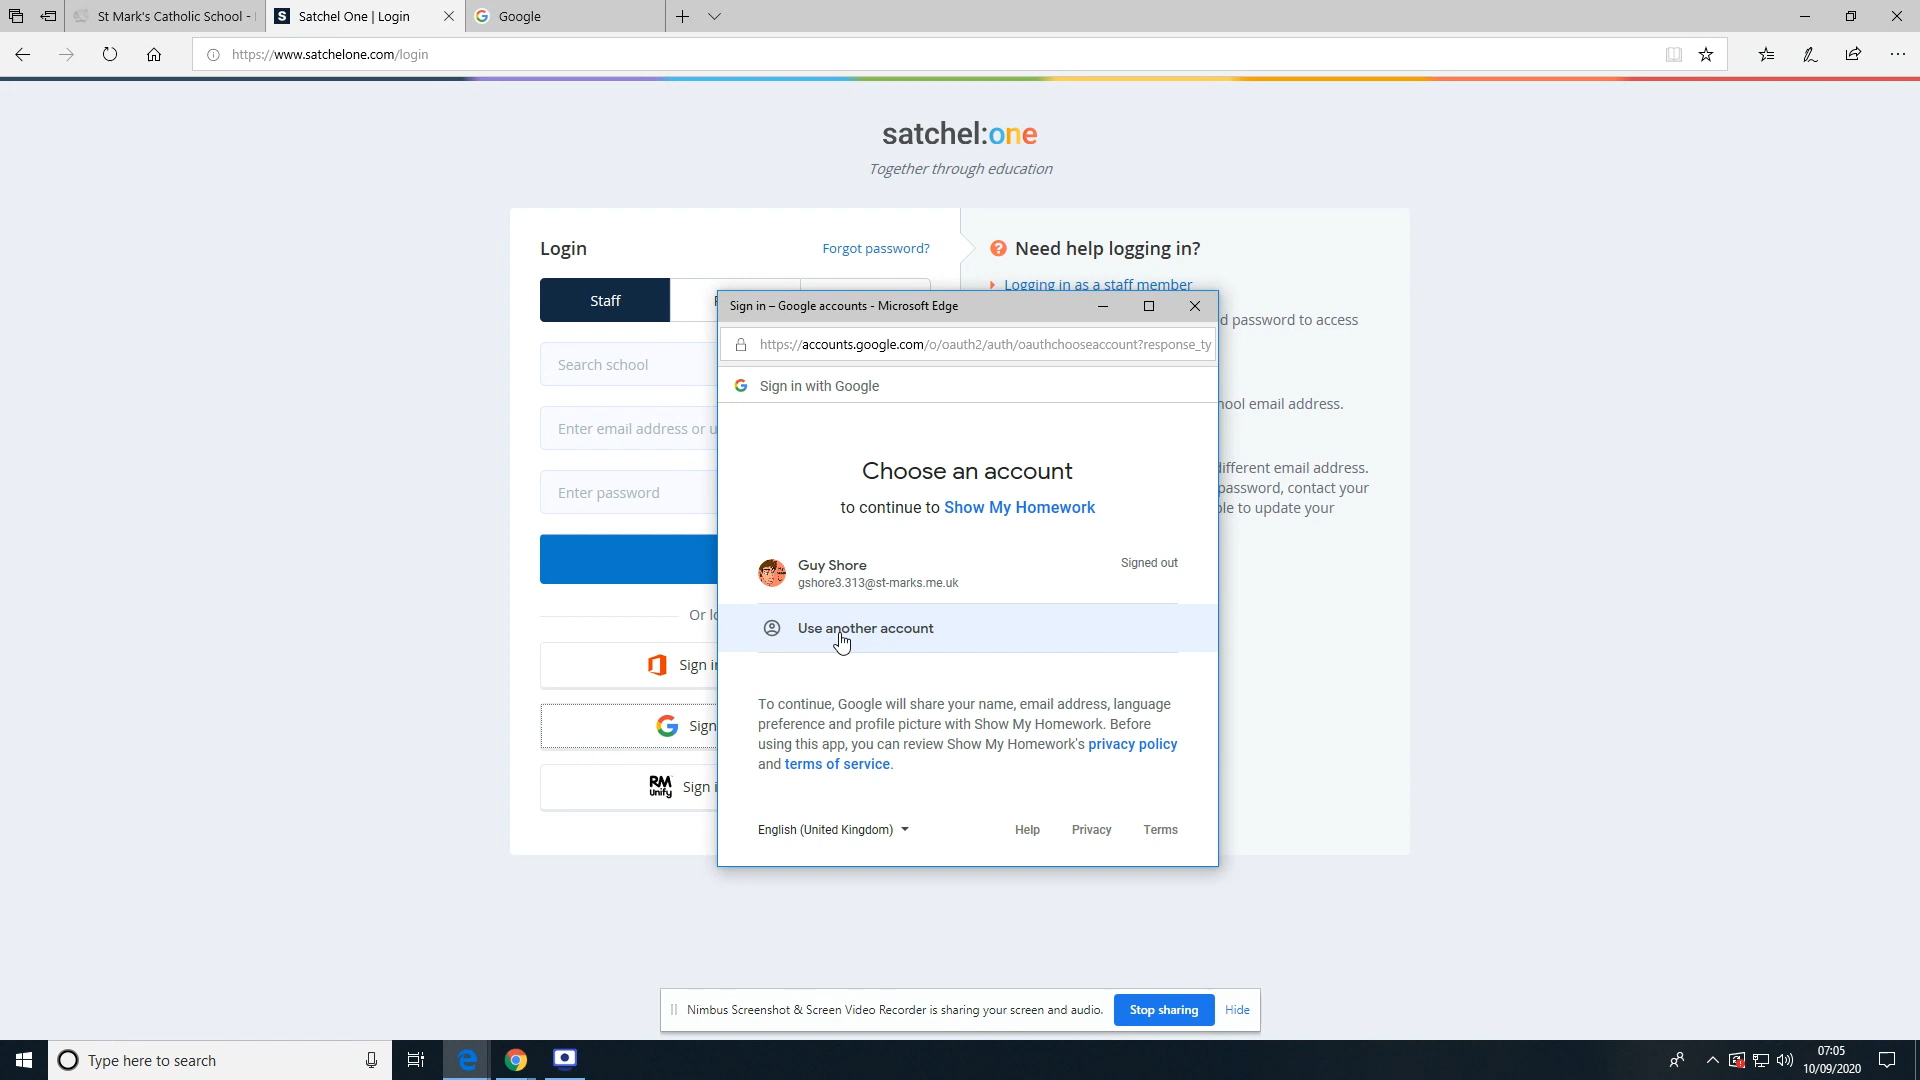 St Mark's Catholic School -
Satchel One | Login
Google
https://www.satchelone.com/login
satchel:one
Together through education
Login
Forgot password?
Need help logging in?
Staff
Logging in as a staff member
Search school
d password to access
Enter email address or u
hool email address.
Enter password
different email address.
password, contact your
ble to update your
Or lo
Sign in
Sign
RM
Unify
Sign i
Sign in – Google accounts - Microsoft Edge
https://accounts.google.com/o/oauth2/auth/oauthchooseaccount?response_ty
Sign in with Google
Choose an account
to continue to Show My Homework
Guy Shore
Signed out
gshore3.313@st-marks.me.uk
Use another account
To continue, Google will share your name, email address, language
preference and profile picture with Show My Homework. Before
using this app, you can review Show My Homework's privacy policy
and terms of service.
English (United Kingdom)
Help
Privacy
Terms
Nimbus Screenshot & Screen Video Recorder is sharing your screen and audio.
Stop sharing
Hide
Type here to search
07:05
10/09/2020